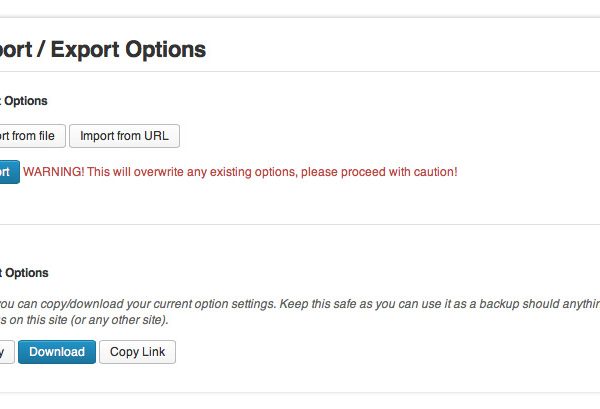 ort / Export Options
t Options
rt from file Import from URL
rt WARNING! This will overwrite any existing options, please proceed with caution!
t Options
you can copy/download your current option settings. Keep this safe as you can use it as a backup should anythin
s on this site (or any other site).
y Download Copy Link